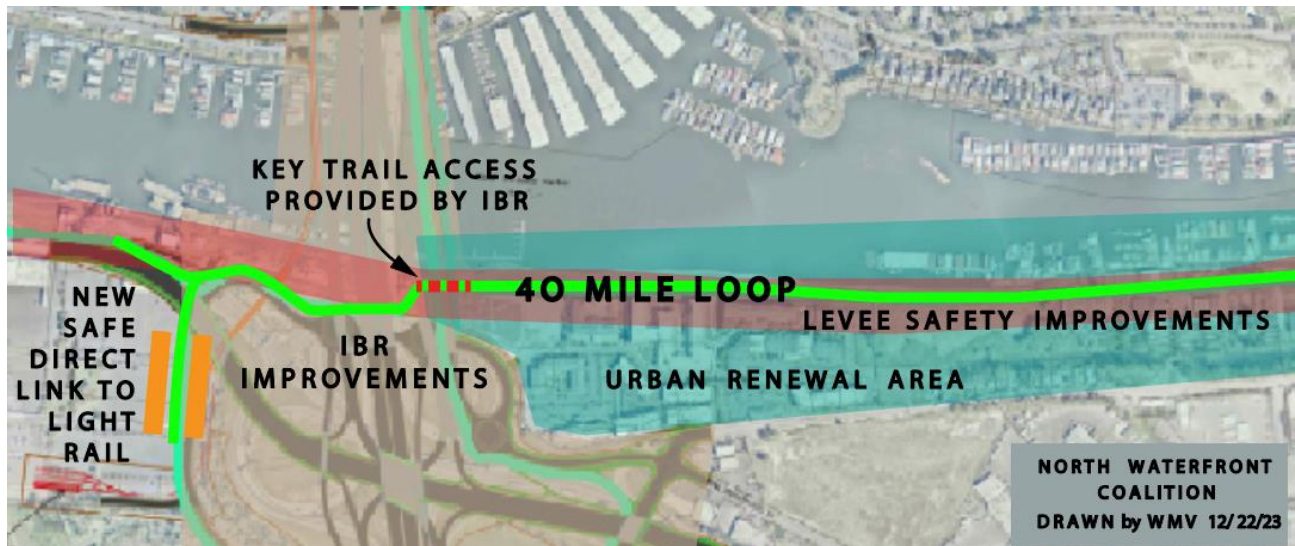 KEY TRAIL ACCESS
PROVIDED BY IBR
40 MILE LOOP
LEVEE SAFETY IMPROVEMENTS
NEW
SAFE
DIRECT
LINK TO
LIGHT
RAIL
IBR
IMPROVEMENTS
URBAN RENEWAL AREA
NORTH WATERFRONT
COALITION
DRAWN by WMV 12/22/23